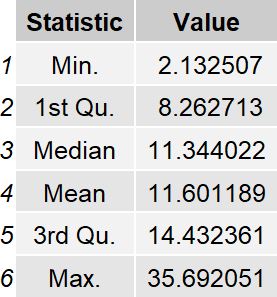 Statistic Value
1 Min. 2.132507
2 1st Qu. 8.262713
3 Median 11.344022
4 Mean 11.601189
5 3rd Qu. 14.432361
6 Max. 35.692051